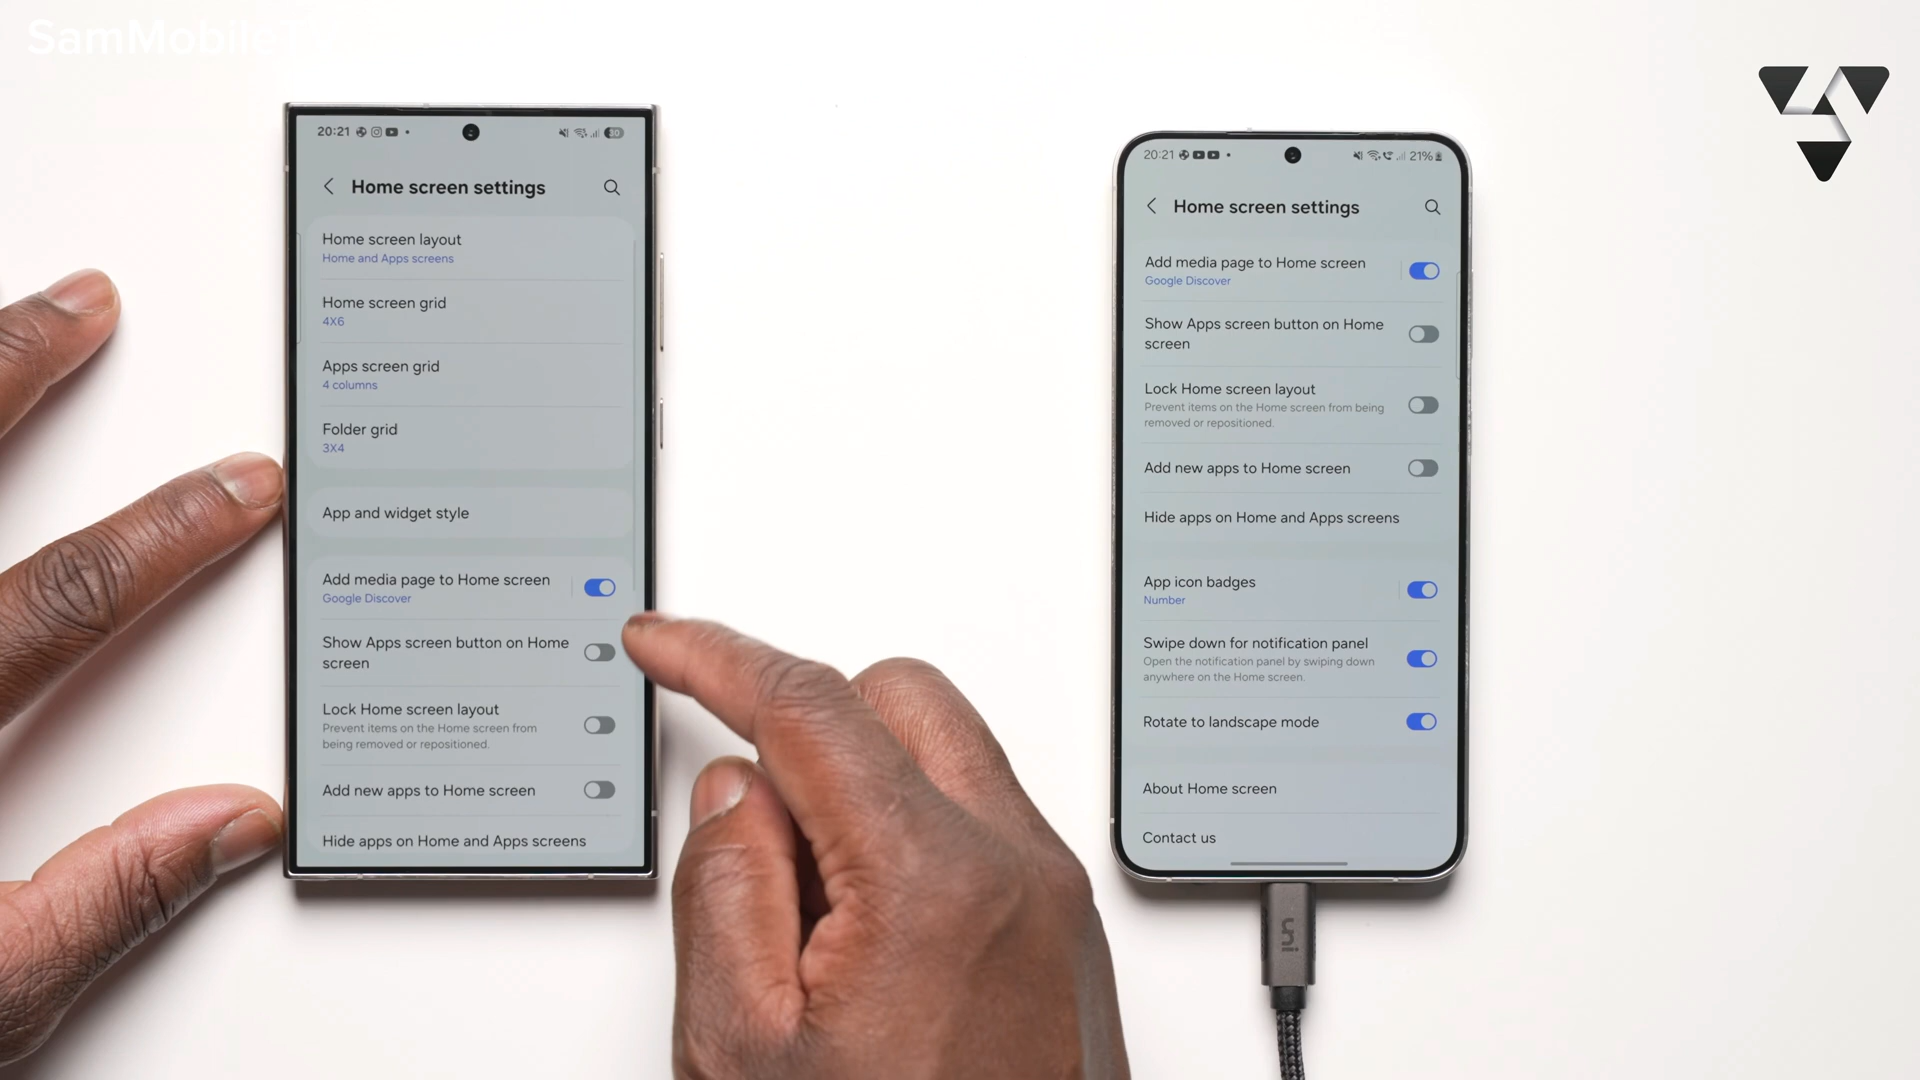 SamMobile
20:21
30
Home screen settings
Home screen layout
Home and Apps screens
Home screen grid
4X6
Apps screen grid
4 columns
Folder grid
3X4
App and widget style
Add media page to Home screen
Google Discover
Show Apps screen button on Home
screen
Lock Home screen layout
Prevent items on the Home screen from
being removed or repositioned.
Add new apps to Home screen
Hide apps on Home and Apps screens
20:21
21%
Home screen settings
Add media page to Home screen
Google Discover
Show Apps screen button on Home
screen
Lock Home screen layout
Prevent items on the Home screen from being
removed or repositioned.
Add new apps to Home screen
Hide apps on Home and Apps screens
App icon badges
Number
Swipe down for notification panel
Open the notification panel by swiping down
anywhere on the Home screen.
Rotate to landscape mode
About Home screen
Contact us
uni